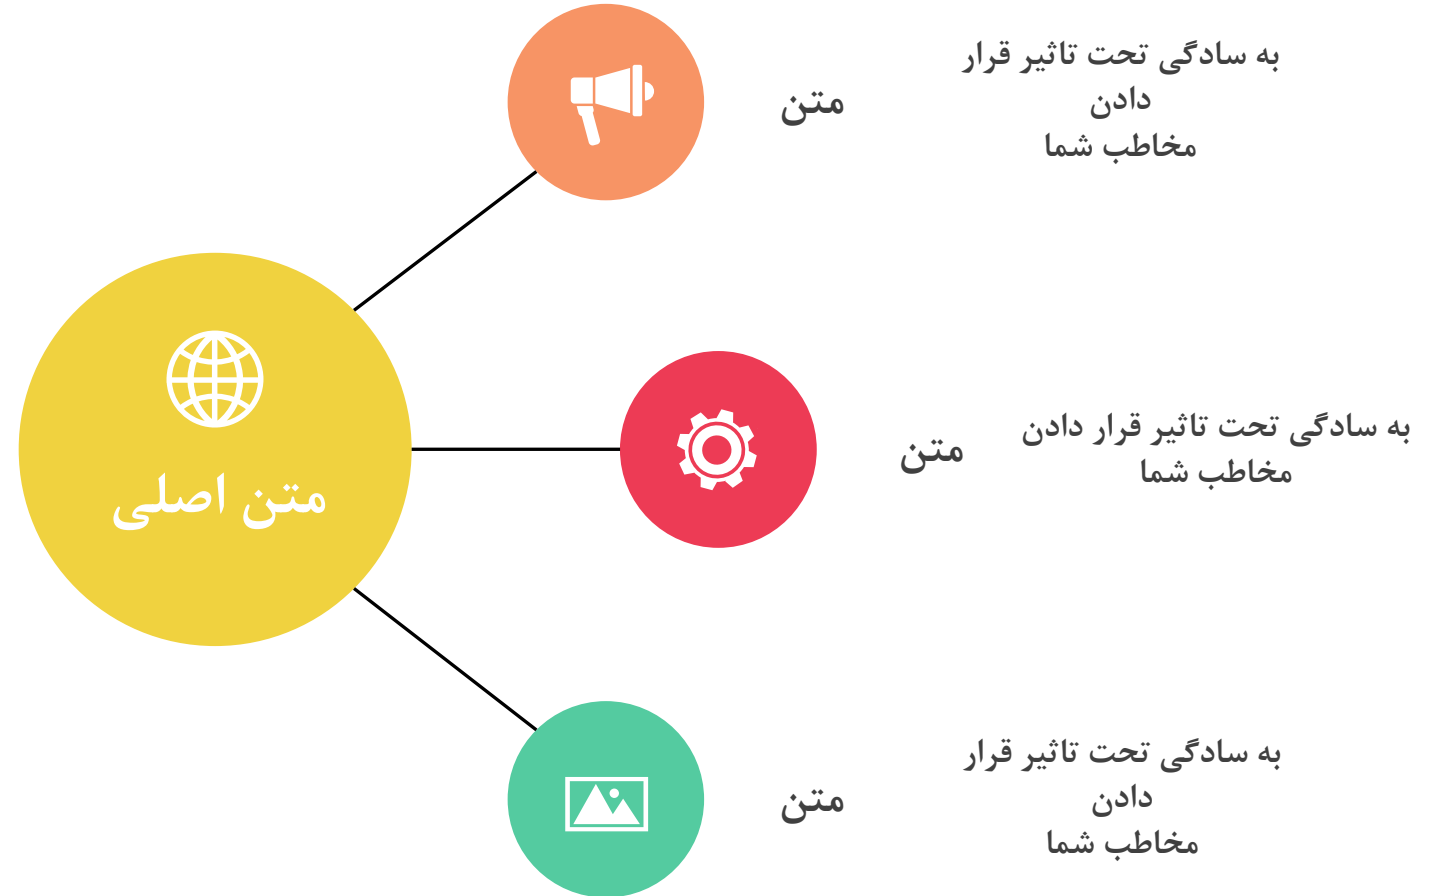 به سادگی تحت تاثیر قرار
دادن
مخاطب شما
متن
متن اصلی
به سادگی تحت تاثیر قرار دادن
مخاطب شما
متن
به سادگی تحت تاثیر قرار
دادن
مخاطب شما
متن